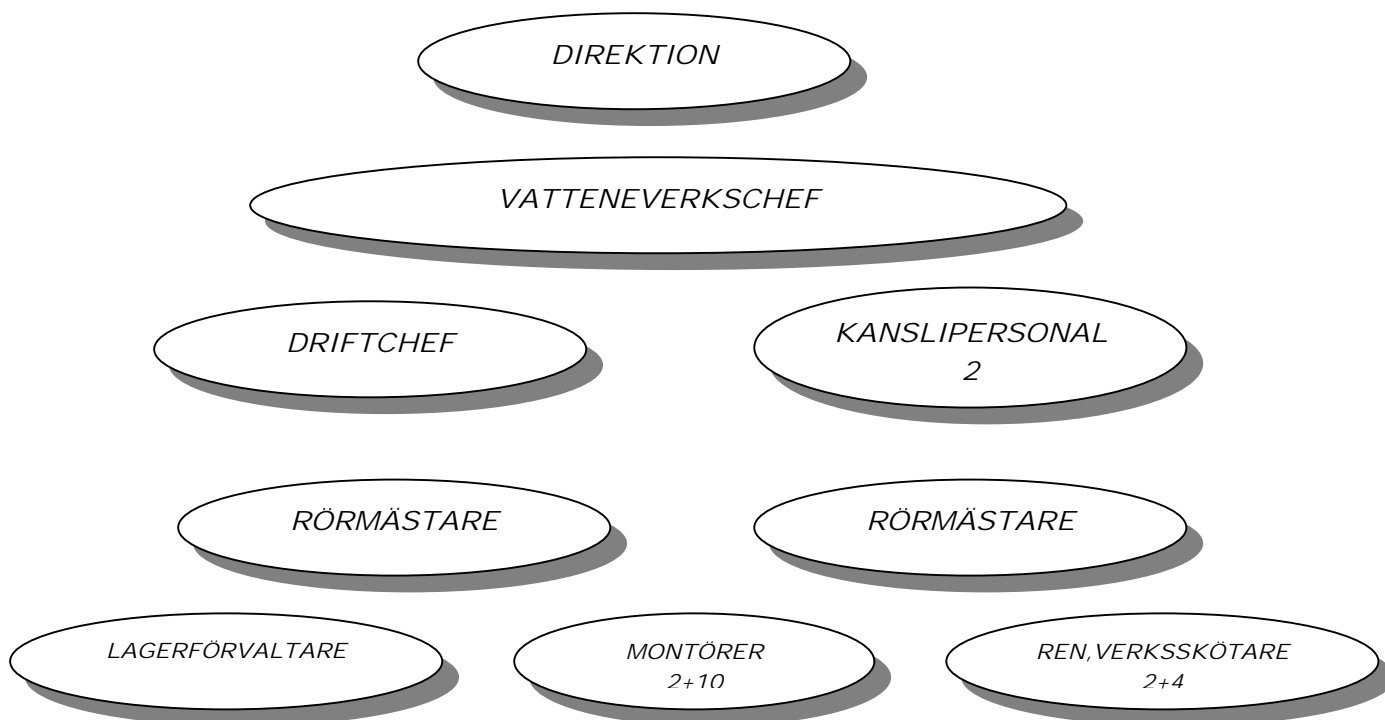 DIREKTION
VATTENEVERKSCHEF
DRIFTCHEF
KANSLIPERSONAL
2
RÖRMÄSTARE
RÖRMÄSTARE
LAGERFÖRVALTARE
MONTÖRER
2+10
REN,VERKSSKÖTARE
2+4